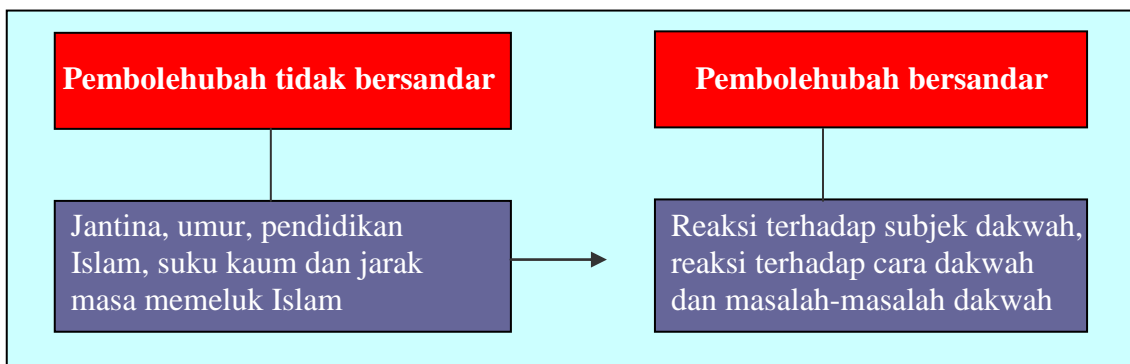 Pembolehubah tidak bersandar
Pembolehubah bersandar
Jantina, umur, pendidikan
Islam, suku kaum dan jarak
masa memeluk Islam
Reaksi terhadap subjek dakwah,
reaksi terhadap cara dakwah
dan masalah-masalah dakwah